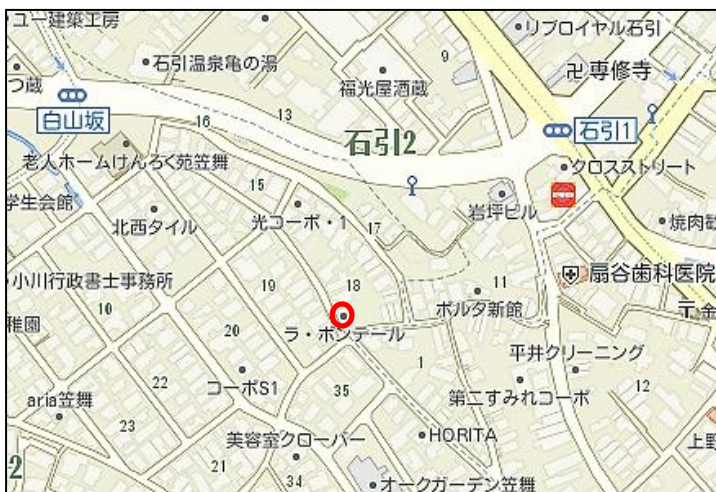 ユー建築工房
リブロイヤル石引
石引温泉亀の湯
9
卍専修寺
つ蔵
福光屋酒蔵
白山坂
13
石引1
16
石引2
老人ホームけんろく苑笠舞
クロスストリート
15
学生会館
光コーポ・1
岩坪ビル
北西タイル
17
焼肉観
小川行政書士事務所
19
18
11
扇谷歯科医院
10
ポルタ新館
〒金
稚園
20
ラ・ポンテール
平井クリーニング
22
コーポS1
35
1
第二すみれコーポ
12
aria笠舞
23
美容室クローバー
HORITA
上野
2
21
34
オークガーデン笠舞